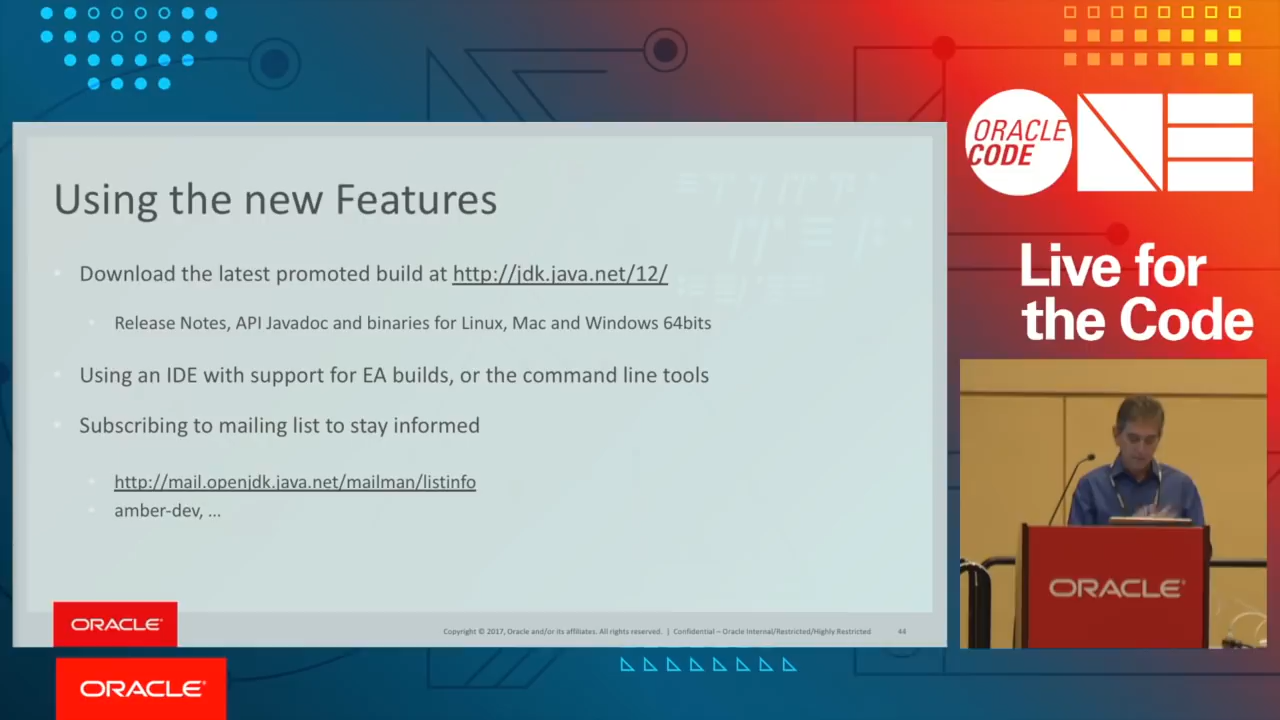 ORACLE
CODE
ONE
Live for
the Code
Using the new Features
Download the latest promoted build at http://jdk.java.net/12/
Release Notes, API Javadoc and binaries for Linux, Mac and Windows 64bits
Using an IDE with support for EA builds, or the command line tools
Subscribing to mailing list to stay informed
http://mail.openjdk.java.net/mailman/listinfo
amber-dev, ...
ORACLE®
Copyright © 2017, Oracle and/or its affiliates. All rights reserved. | Confidential – Oracle Internal/Restricted/Highly Restricted 44
ORACLE®
ORACLE®